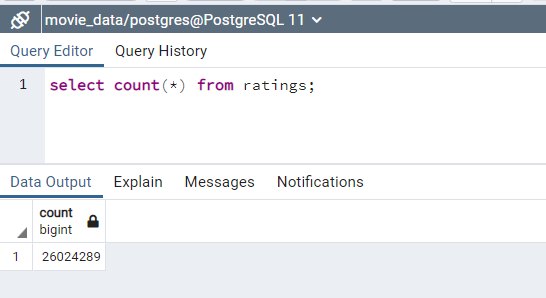 movie_data/postgres@PostgreSQL 11
Query Editor Query History
1 select count(*) from ratings;
Data Output Explain Messages Notifications
count
bigint
1 26024289